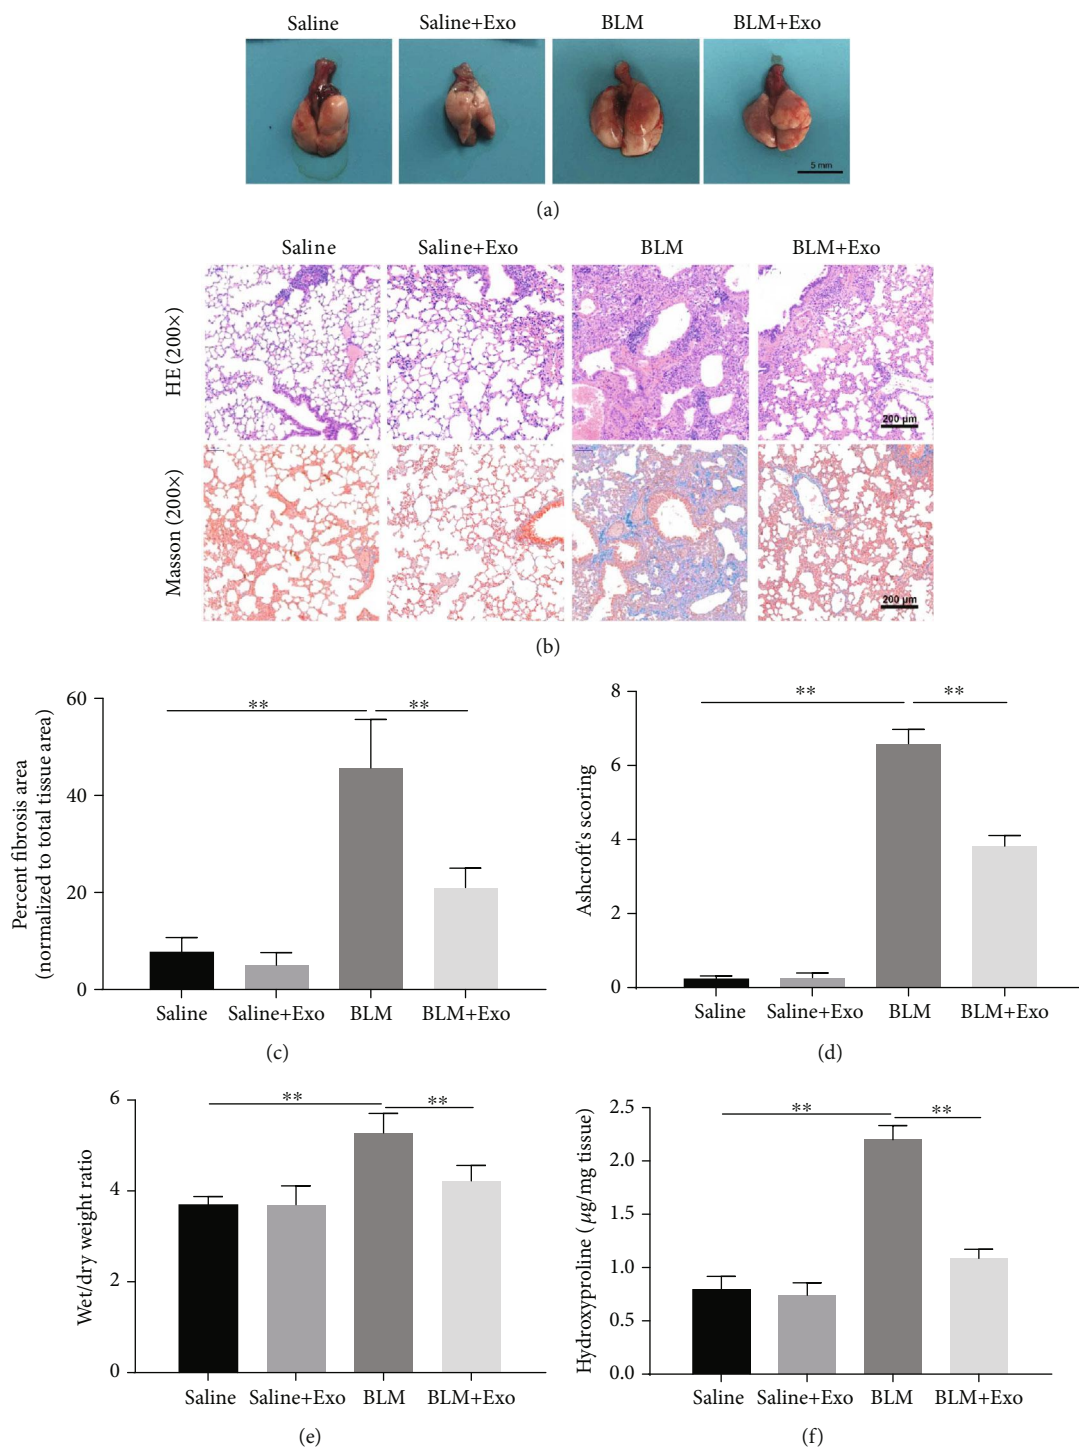 Saline Saline+Exo BLM BLM+Exo
5 mm
(a)
Saline Saline+Exo BLM BLM+Exo
HE (200×)
200 µm
Masson (200×)
200 µm
(b)
Percent fibrosis area
(normalized to total tissue area)
60
40
20
0
** **
Saline Saline+Exo BLM BLM+Exo
(c)
Ashcroft's scoring
8
6
4
2
0
** **
Saline Saline+Exo BLM BLM+Exo
(d)
Wet/dry weight ratio
6
4
2
0
** **
Saline Saline+Exo BLM BLM+Exo
(e)
Hydroxyproline (µg/mg tissue)
2.5
2.0
1.5
1.0
0.5
0.0
** **
Saline Saline+Exo BLM BLM+Exo
(f)